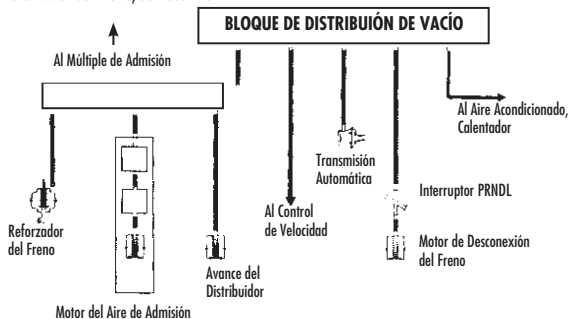 BLOQUE DE DISTRIBUIÓN DE VACÍO
Al Múltiple de Admisión
Al Aire Acondicionado,
Calentador
Transmisión
Automática
Interruptor PRNDL
Al Control
de Velocidad
Reforzador
del Freno
Motor de Desconexión
del Freno
Avance del
Distribuidor
Motor del Aire de Admisión